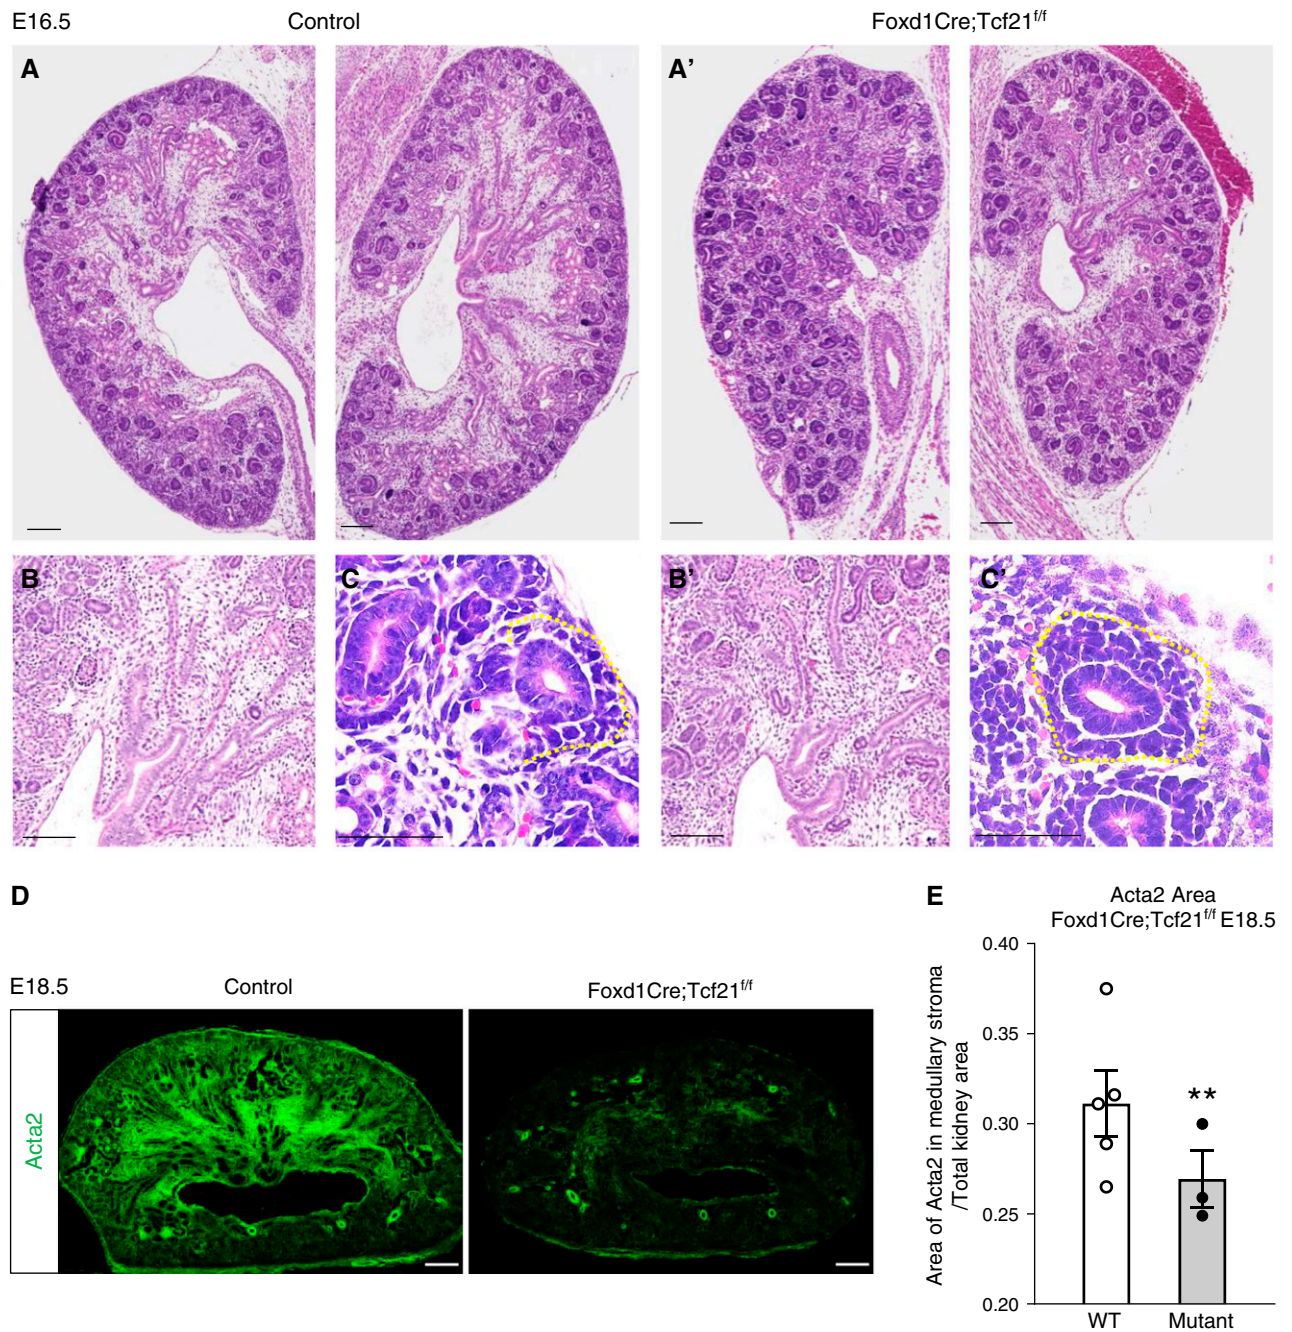 E16.5 Control Foxd1Cre;Tcf21f/f
A A’
B C B’ C’
D E
Acta2 Area
Foxd1Cre;Tcf21f/f E18.5
E18.5 Control Foxd1Cre;Tcf21f/f
Acta2
Area of Acta2 in medullary stroma
/Total kidney area
0.40
0.35
0.30
0.25
0.20
**
WT Mutant